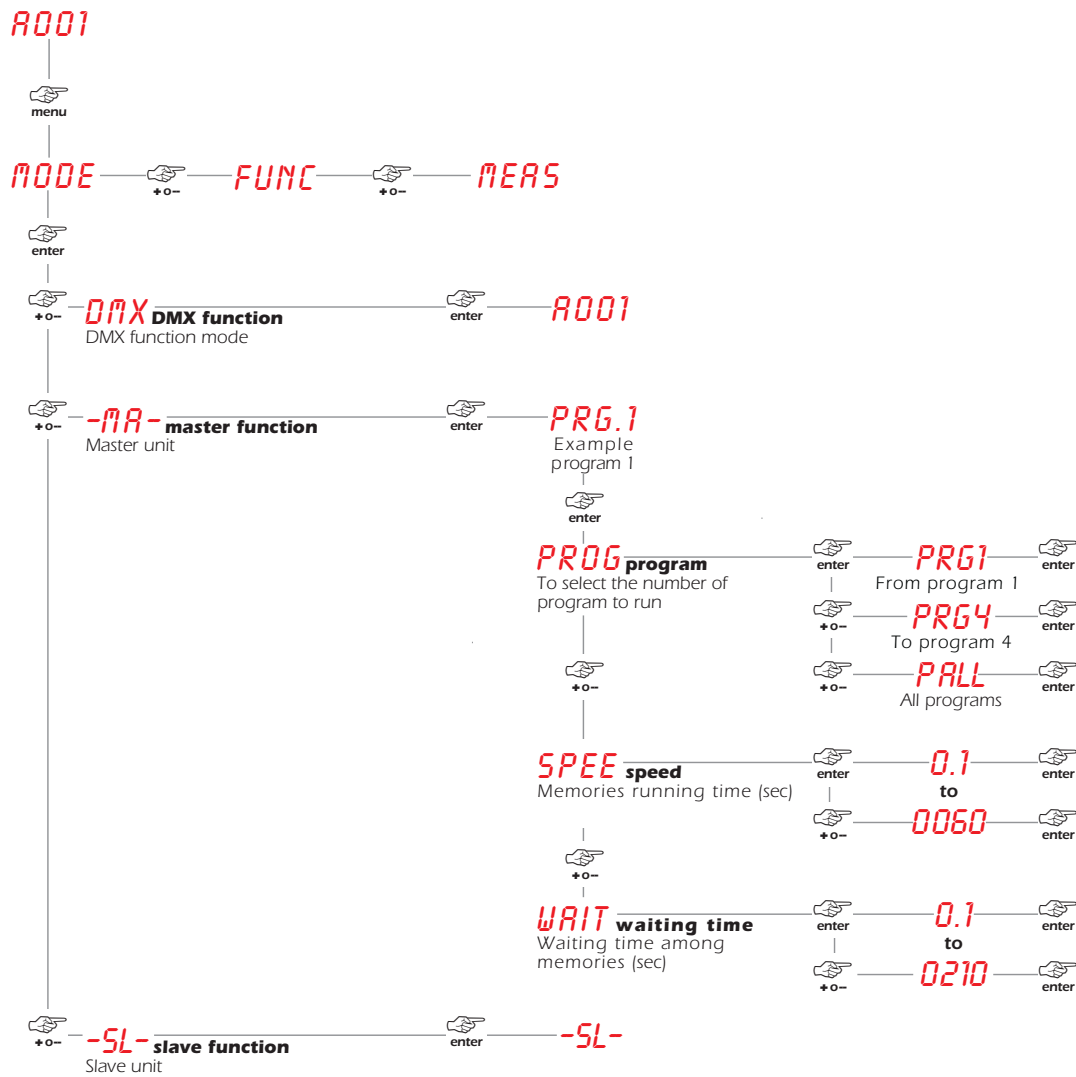 A001
menu
MODE +o- FUNC +o- MEAS
enter
+o- DMX DMX function enter A001
DMX function mode
+o- -MA- master function enter PRG.1
Master unit
Example
program 1
enter
PROG program enter PRG1 enter
To select the number of
program to run
From program 1
+o- PRG4 enter
To program 4
+o- +o- PALL enter
All programs
SPEE speed enter 0.1 enter
Memories running time (sec)
to
+o- 0060 enter
+o-
WAIT waiting time enter 0.1 enter
Waiting time among
memories (sec)
to
+o- 0210 enter
+o- -SL- slave function enter -SL-
Slave unit